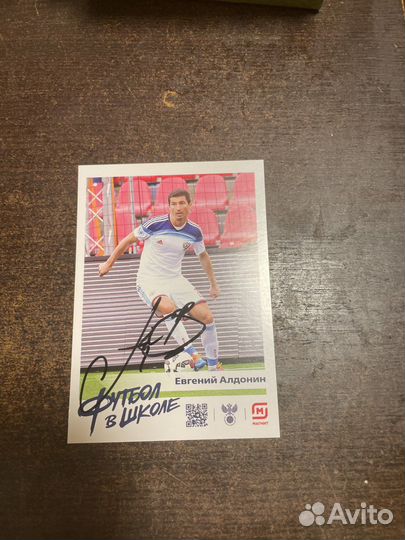 Евгений Алдонин
Футбол
в школе
МАГНИТ
Avito